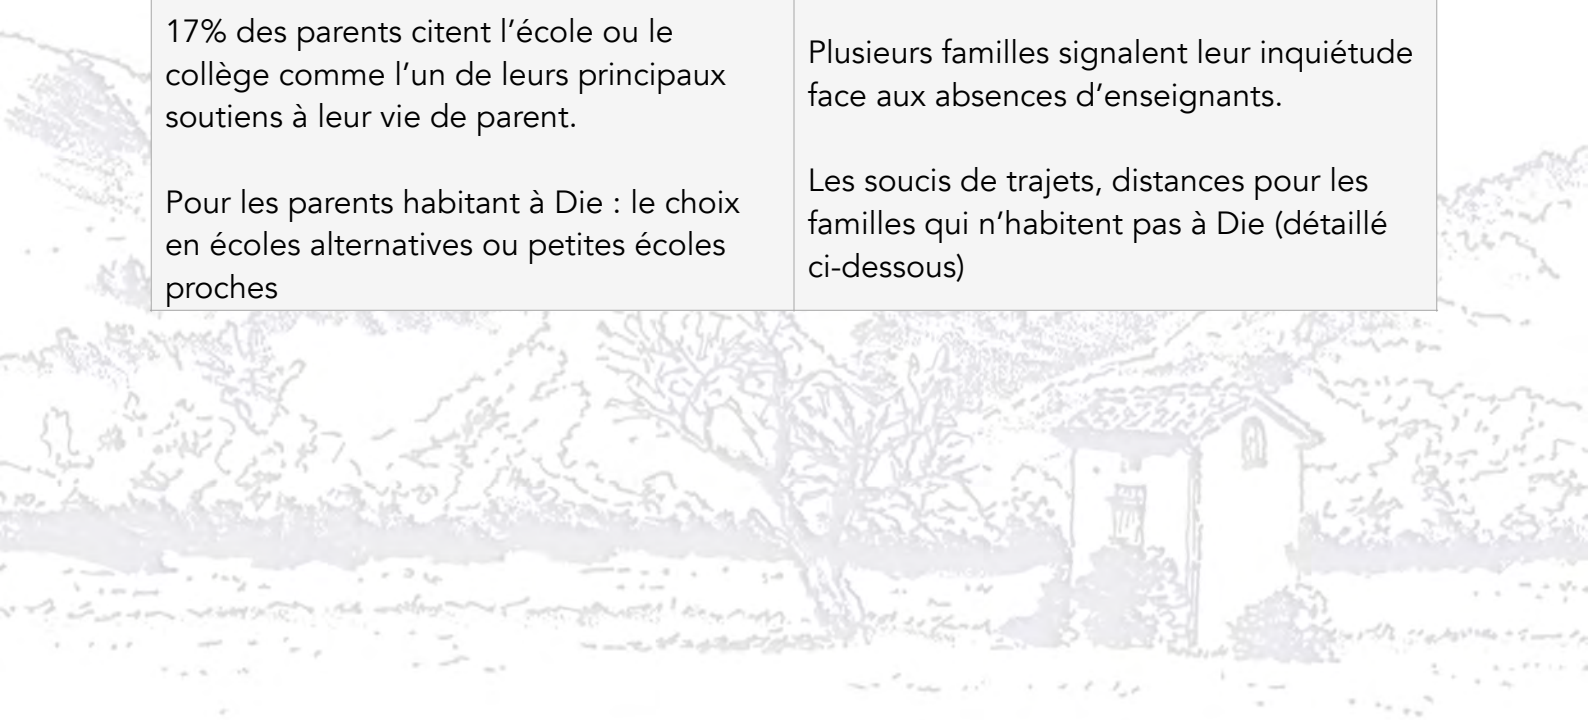 17% des parents citent l’école ou le
collège comme l’un de leurs principaux
soutiens à leur vie de parent.
Pour les parents habitant à Die : le choix
en écoles alternatives ou petites écoles
proches
Plusieurs familles signalent leur inquiétude
face aux absences d’enseignants.
Les soucis de trajets, distances pour les
familles qui n’habitent pas à Die (détaillé
ci-dessous)